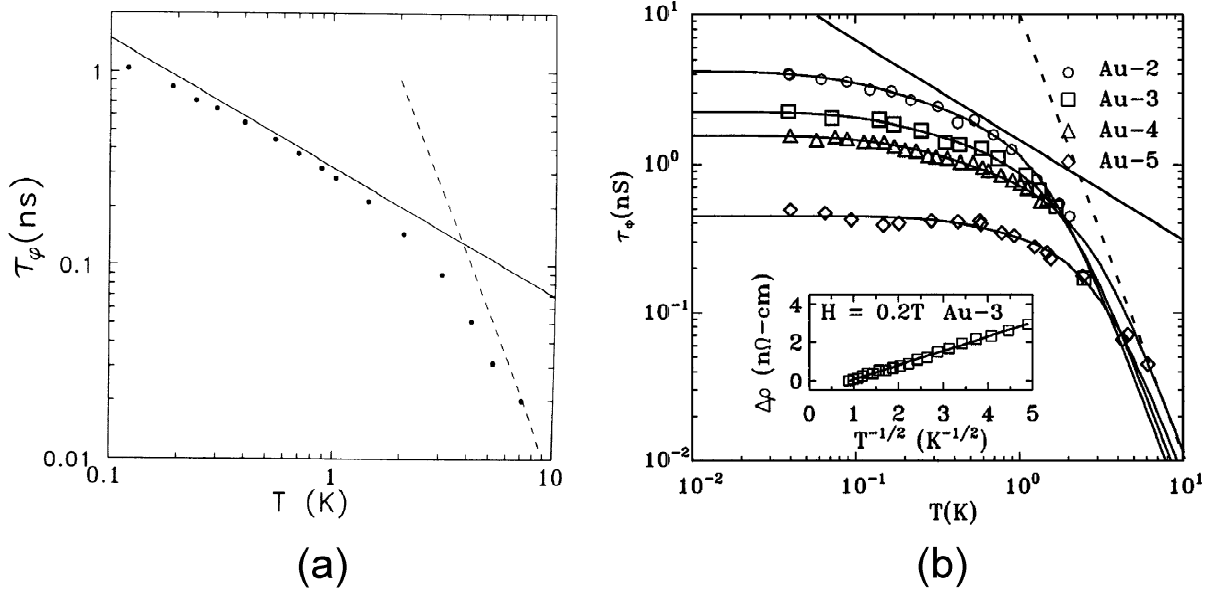 1
0.1
0.01
τφ(ns)
0.1
1
10
T (K)
(a)
10¹
10⁰
10⁻¹
10⁻²
τϕ(nS)
Au-2
Au-3
Au-4
Au-5
H = 0.2T Au-3
4
2
0
Δρ (nΩ-cm)
0 1 2 3 4 5
T⁻¹/² (K⁻¹/²)
10⁻² 10⁻¹ 10⁰ 10¹
T(K)
(b)